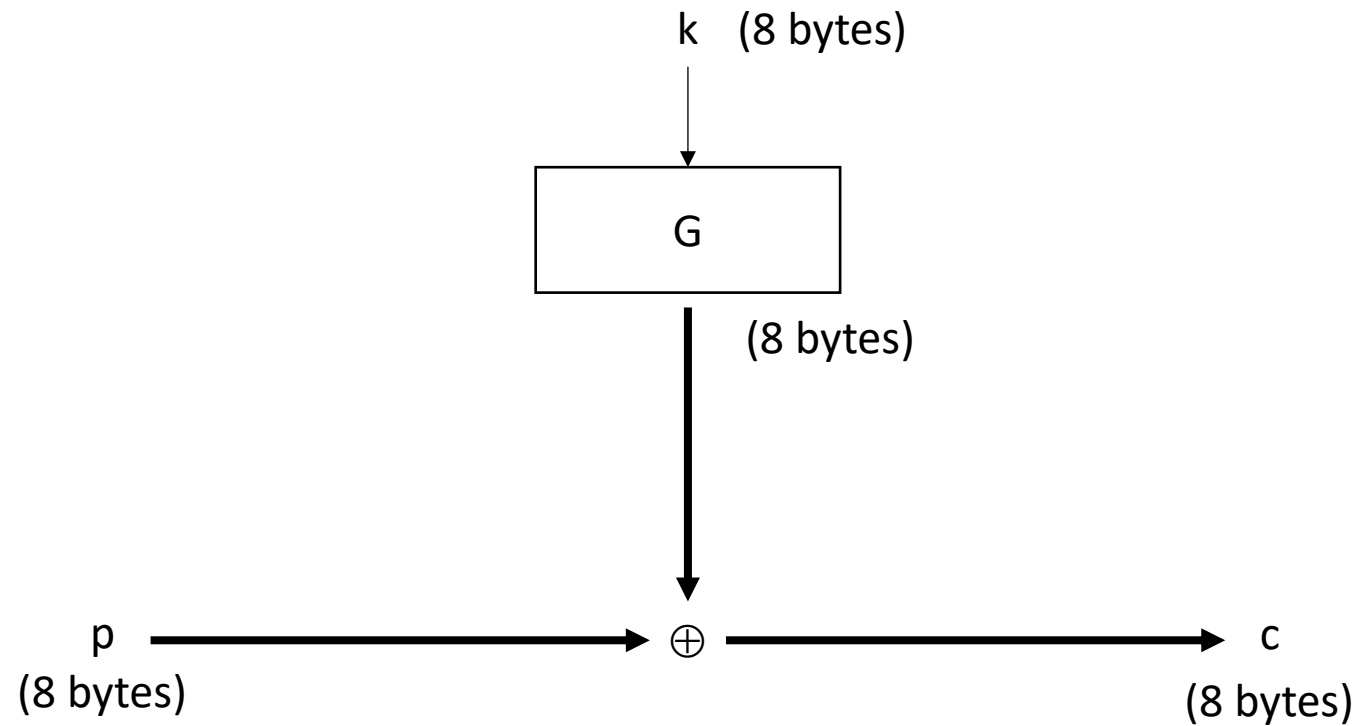 k (8 bytes)
G
(8 bytes)
p ⊕ c
(8 bytes) (8 bytes)